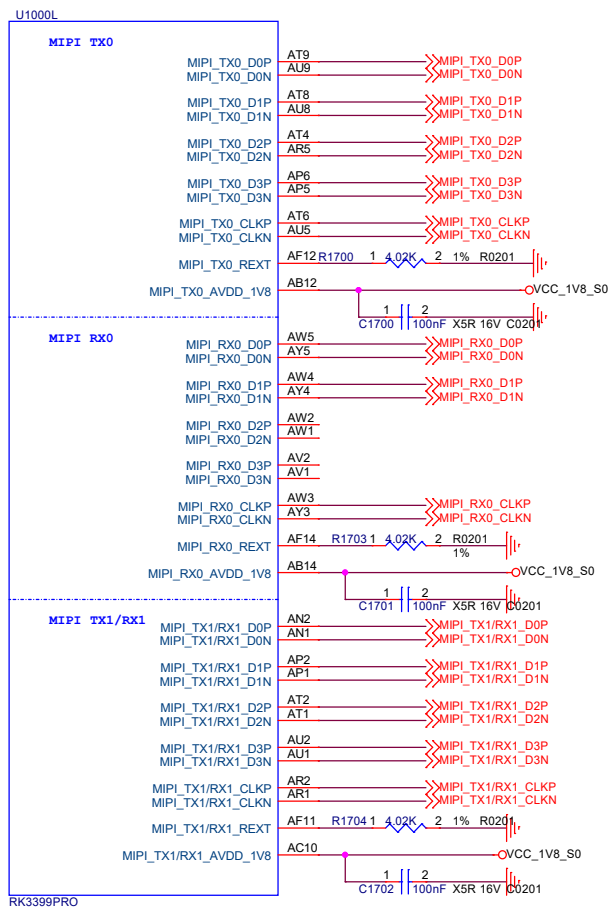 U1000L
MIPI TX0
MIPI_TX0_D0P AT9 MIPI_TX0_D0P
MIPI_TX0_D0N AU9 MIPI_TX0_D0N
MIPI_TX0_D1P AT8 MIPI_TX0_D1P
MIPI_TX0_D1N AU8 MIPI_TX0_D1N
MIPI_TX0_D2P AT4 MIPI_TX0_D2P
MIPI_TX0_D2N AR5 MIPI_TX0_D2N
MIPI_TX0_D3P AP6 MIPI_TX0_D3P
MIPI_TX0_D3N AP5 MIPI_TX0_D3N
MIPI_TX0_CLKP AT6 MIPI_TX0_CLKP
MIPI_TX0_CLKN AU5 MIPI_TX0_CLKN
MIPI_TX0_REXT AF12 R1700 1 4.02K 2 1% R0201
MIPI_TX0_AVDD_1V8 AB12 VCC_1V8_S0
1 2
C1700 100nF X5R 16V C0201
MIPI RX0
MIPI_RX0_D0P AW5 MIPI_RX0_D0P
MIPI_RX0_D0N AY5 MIPI_RX0_D0N
MIPI_RX0_D1P AW4 MIPI_RX0_D1P
MIPI_RX0_D1N AY4 MIPI_RX0_D1N
MIPI_RX0_D2P AW2
MIPI_RX0_D2N AW1
MIPI_RX0_D3P AV2
MIPI_RX0_D3N AV1
MIPI_RX0_CLKP AW3 MIPI_RX0_CLKP
MIPI_RX0_CLKN AY3 MIPI_RX0_CLKN
MIPI_RX0_REXT AF14 R1703 1 4.02K 2 R0201
1%
MIPI_RX0_AVDD_1V8 AB14 VCC_1V8_S0
1 2
C1701 100nF X5R 16V C0201
MIPI TX1/RX1
MIPI_TX1/RX1_D0P AN2 MIPI_TX1/RX1_D0P
MIPI_TX1/RX1_D0N AN1 MIPI_TX1/RX1_D0N
MIPI_TX1/RX1_D1P AP2 MIPI_TX1/RX1_D1P
MIPI_TX1/RX1_D1N AP1 MIPI_TX1/RX1_D1N
MIPI_TX1/RX1_D2P AT2 MIPI_TX1/RX1_D2P
MIPI_TX1/RX1_D2N AT1 MIPI_TX1/RX1_D2N
MIPI_TX1/RX1_D3P AU2 MIPI_TX1/RX1_D3P
MIPI_TX1/RX1_D3N AU1 MIPI_TX1/RX1_D3N
MIPI_TX1/RX1_CLKP AR2 MIPI_TX1/RX1_CLKP
MIPI_TX1/RX1_CLKN AR1 MIPI_TX1/RX1_CLKN
MIPI_TX1/RX1_REXT AF11 R1704 1 4.02K 2 1% R0201
MIPI_TX1/RX1_AVDD_1V8 AC10 VCC_1V8_S0
1 2
C1702 100nF X5R 16V C0201
RK3399PRO